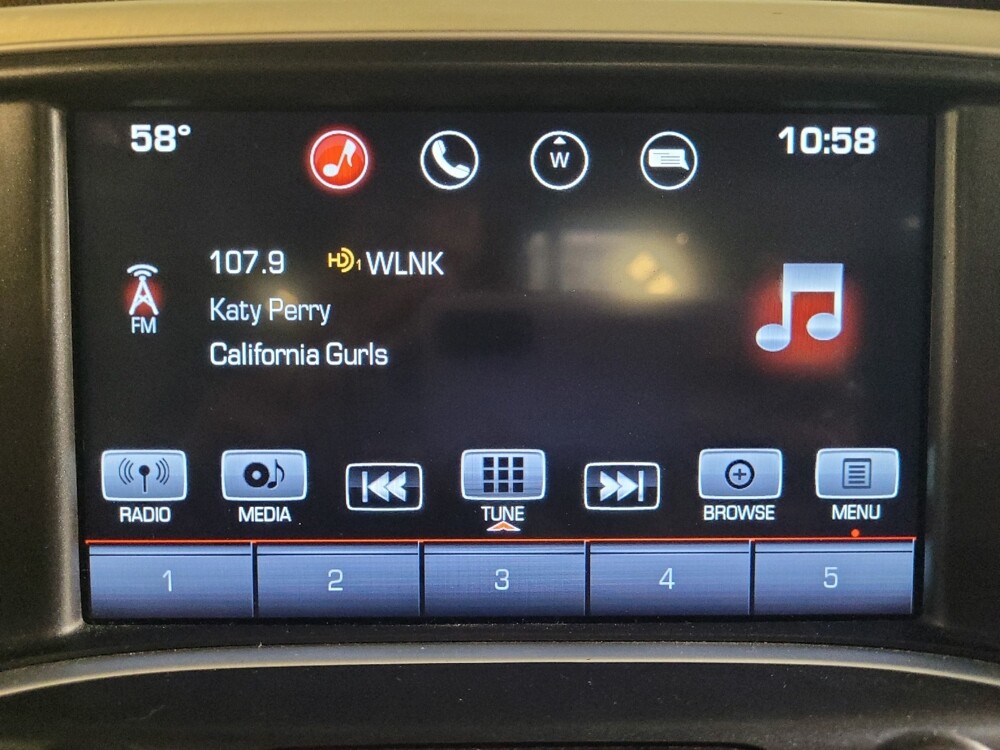 58°
W
10:58
107.9 HD1 WLNK
FM
Katy Perry
California Gurls
RADIO MEDIA TUNE BROWSE MENU
1 2 3 4 5